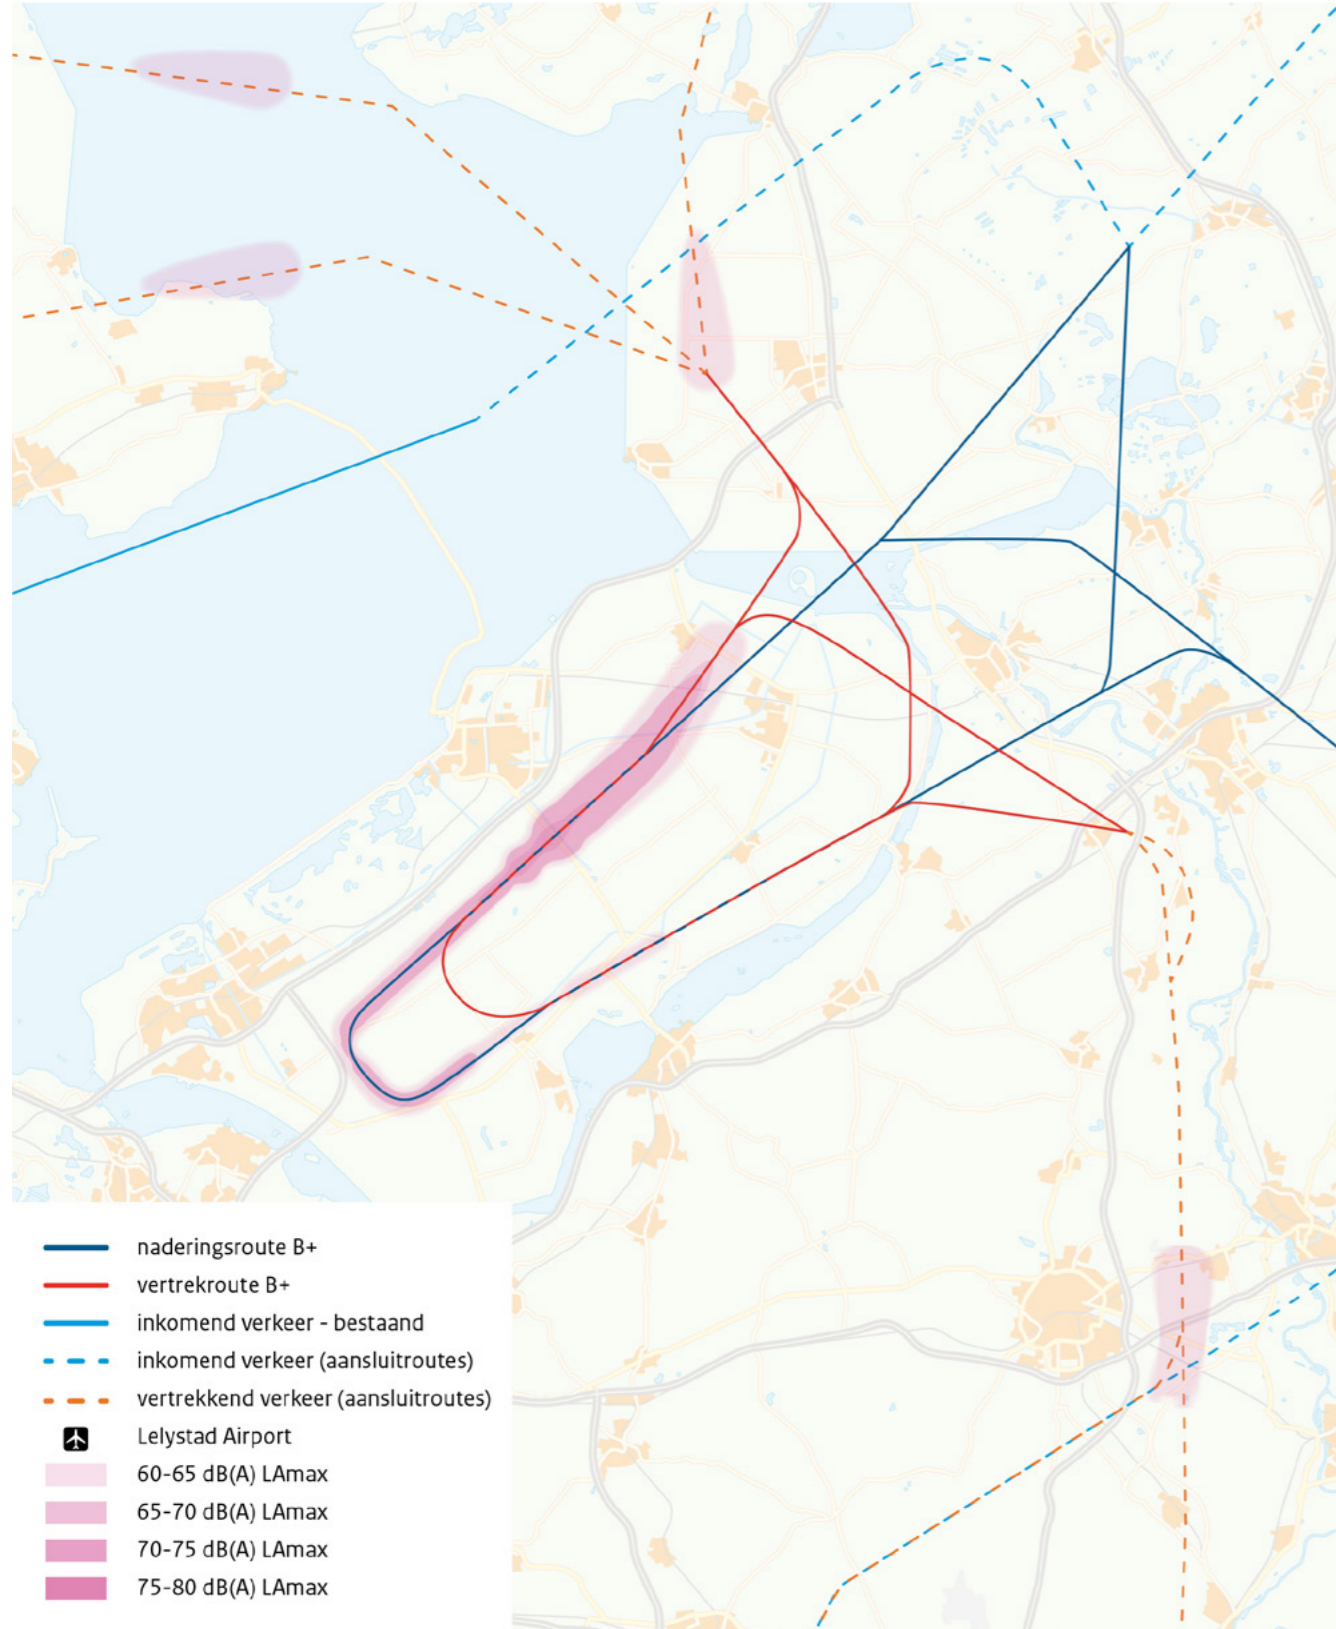 naderingsroute B+
vertrekroute B+
inkomend verkeer - bestaand
inkomend verkeer (aansluitroutes)
vertrekkend verkeer (aansluitroutes)
Lelystad Airport
60-65 dB(A) LAmax
65-70 dB(A) LAmax
70-75 dB(A) LAmax
75-80 dB(A) LAmax